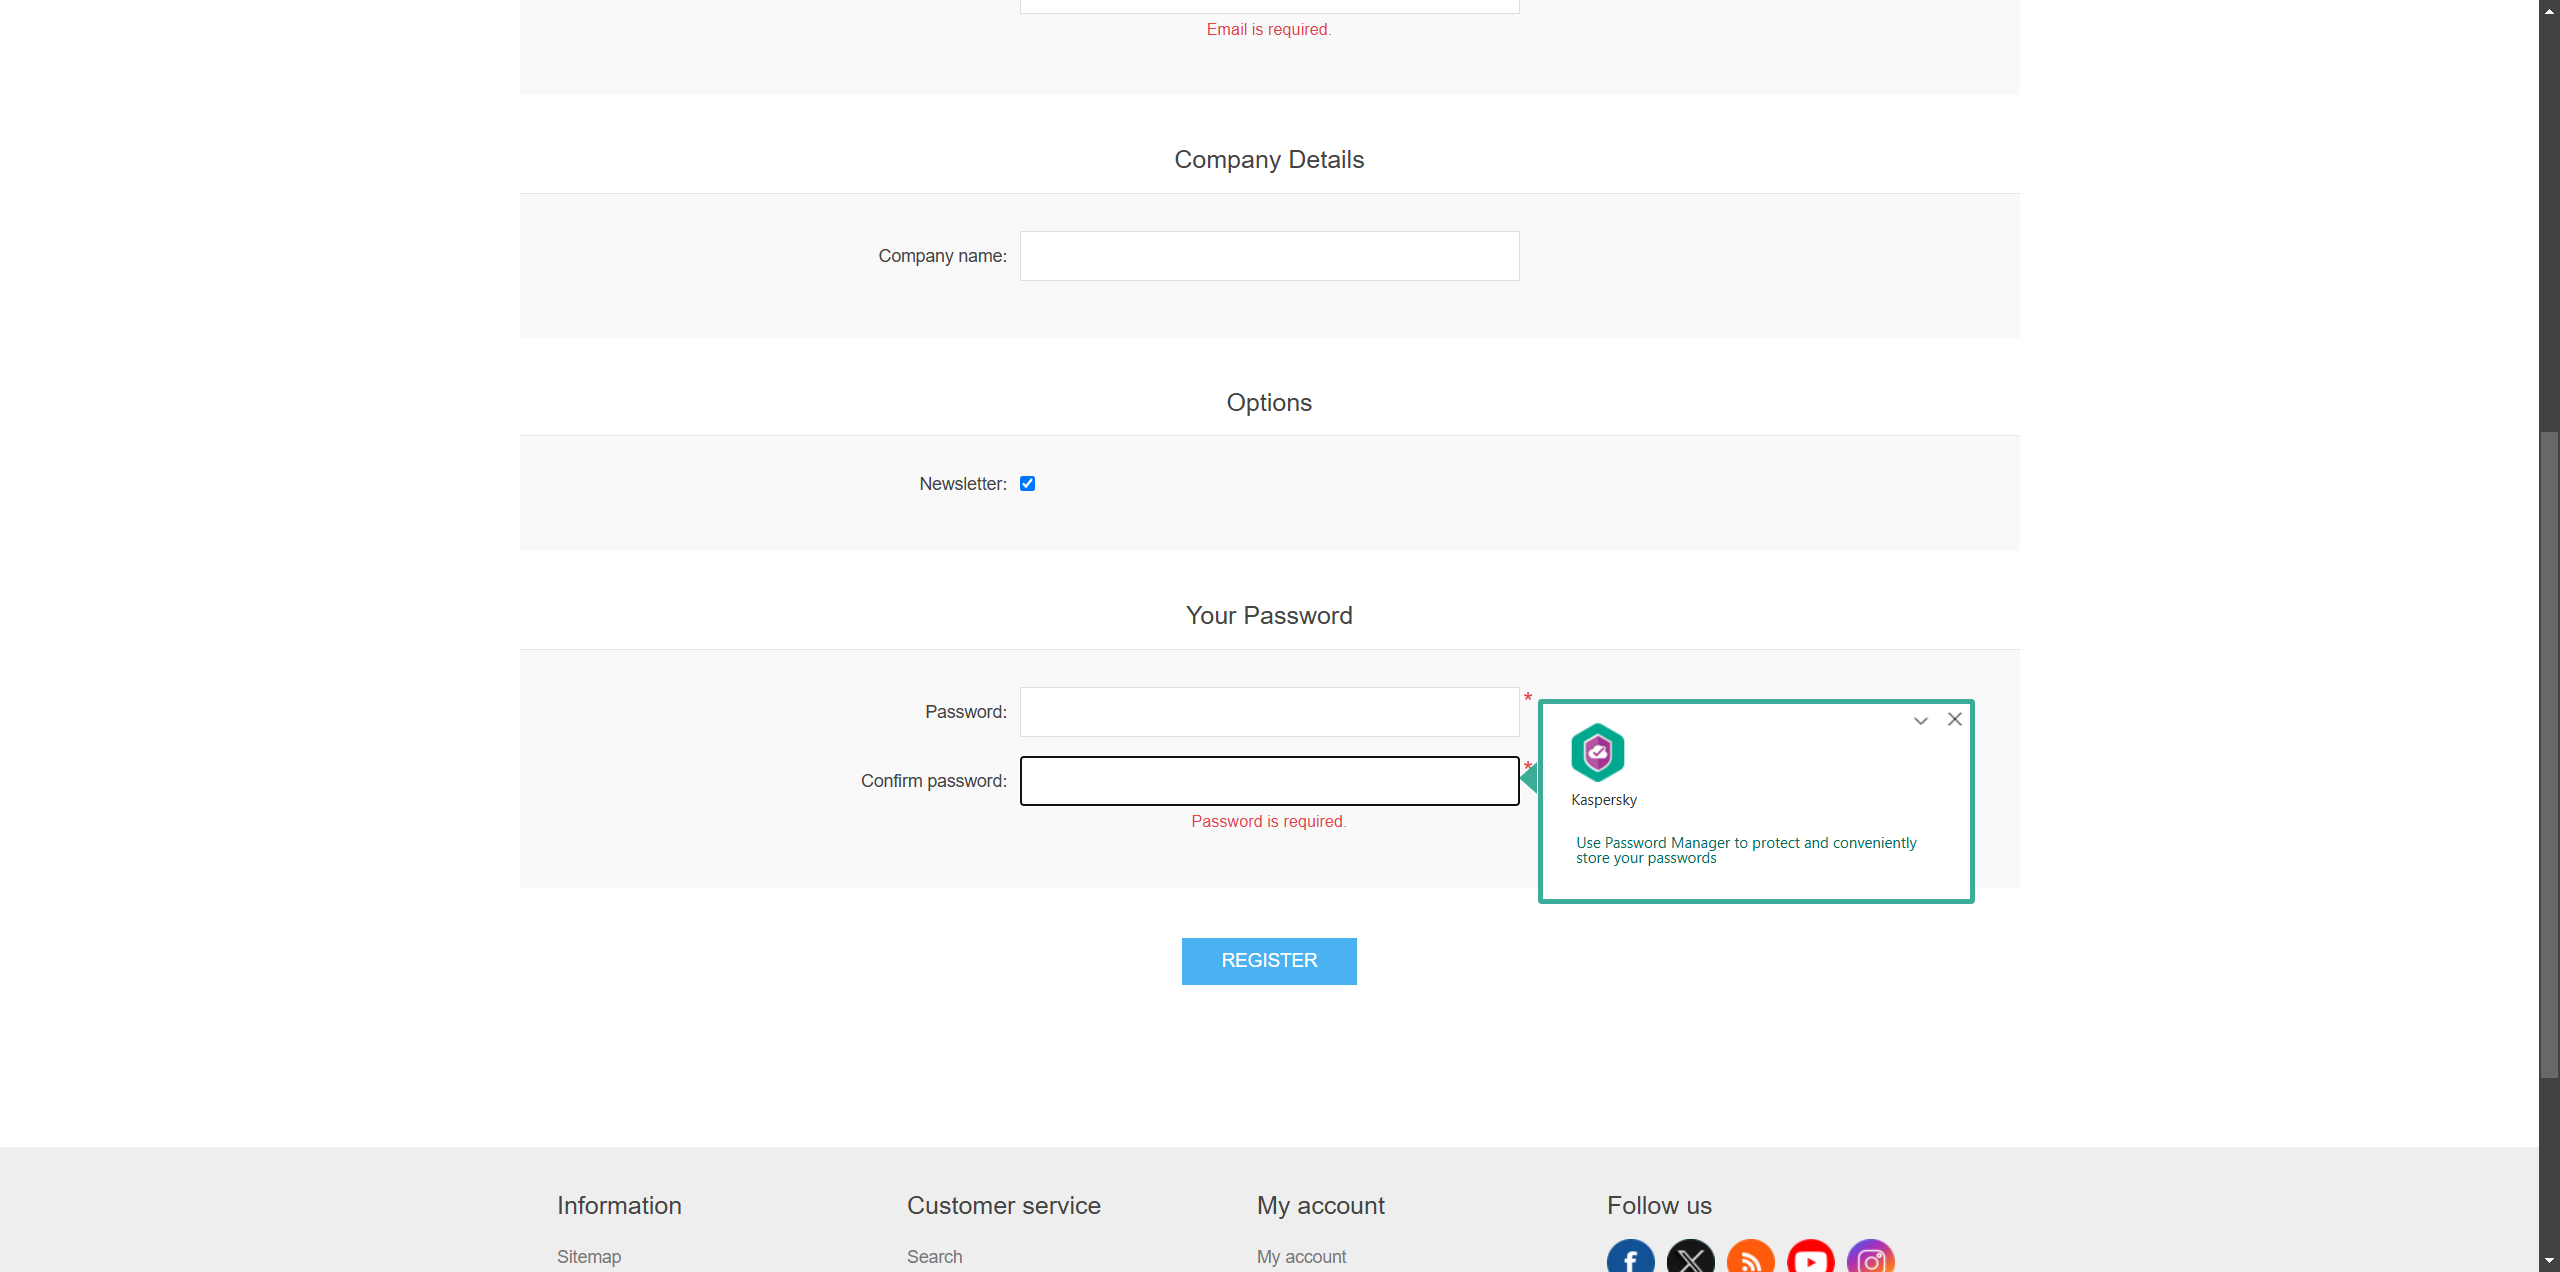 Email is required.
Company Details
Company name:
Options
Newsletter:
Your Password
Password:
*
Confirm password:
*
Password is required.
Kaspersky
Use Password Manager to protect and conveniently
store your passwords
REGISTER
Information
Customer service
My account
Follow us
Sitemap
Search
My account